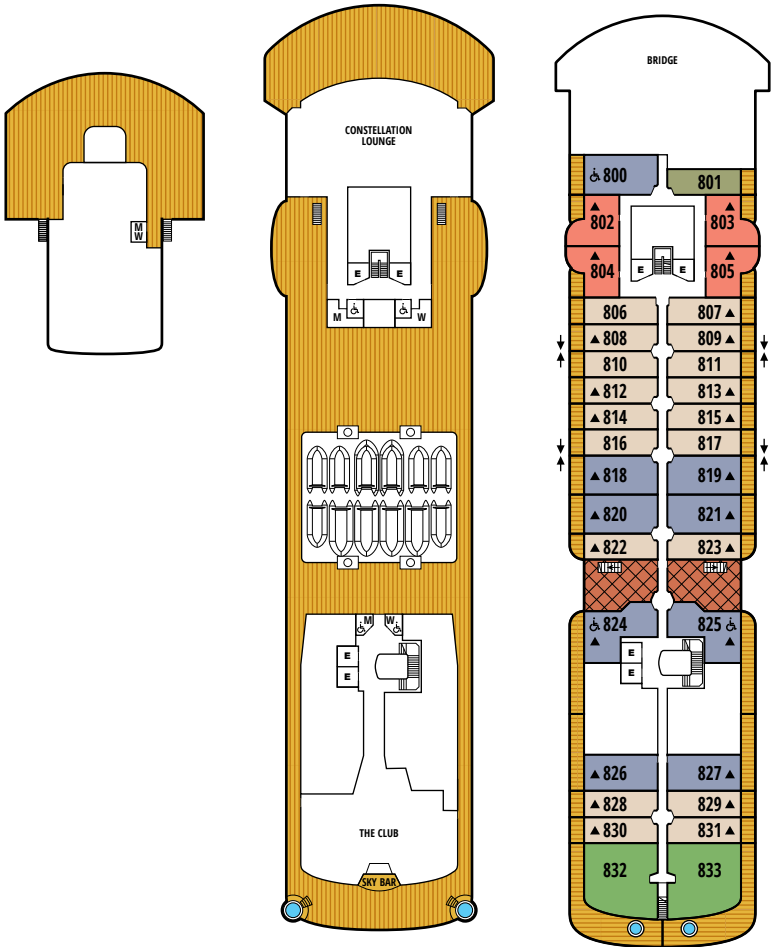 M
W
CONSTELLATION
LOUNGE
E E
M W
M W
E
E
THE CLUB
SKY BAR
BRIDGE
800 801
802 803
804 805
E E
806 807
808 809
810 811
812 813
814 815
816 817
818 819
820 821
822 823
824 825
E
E
826 827
828 829
830 831
832 833